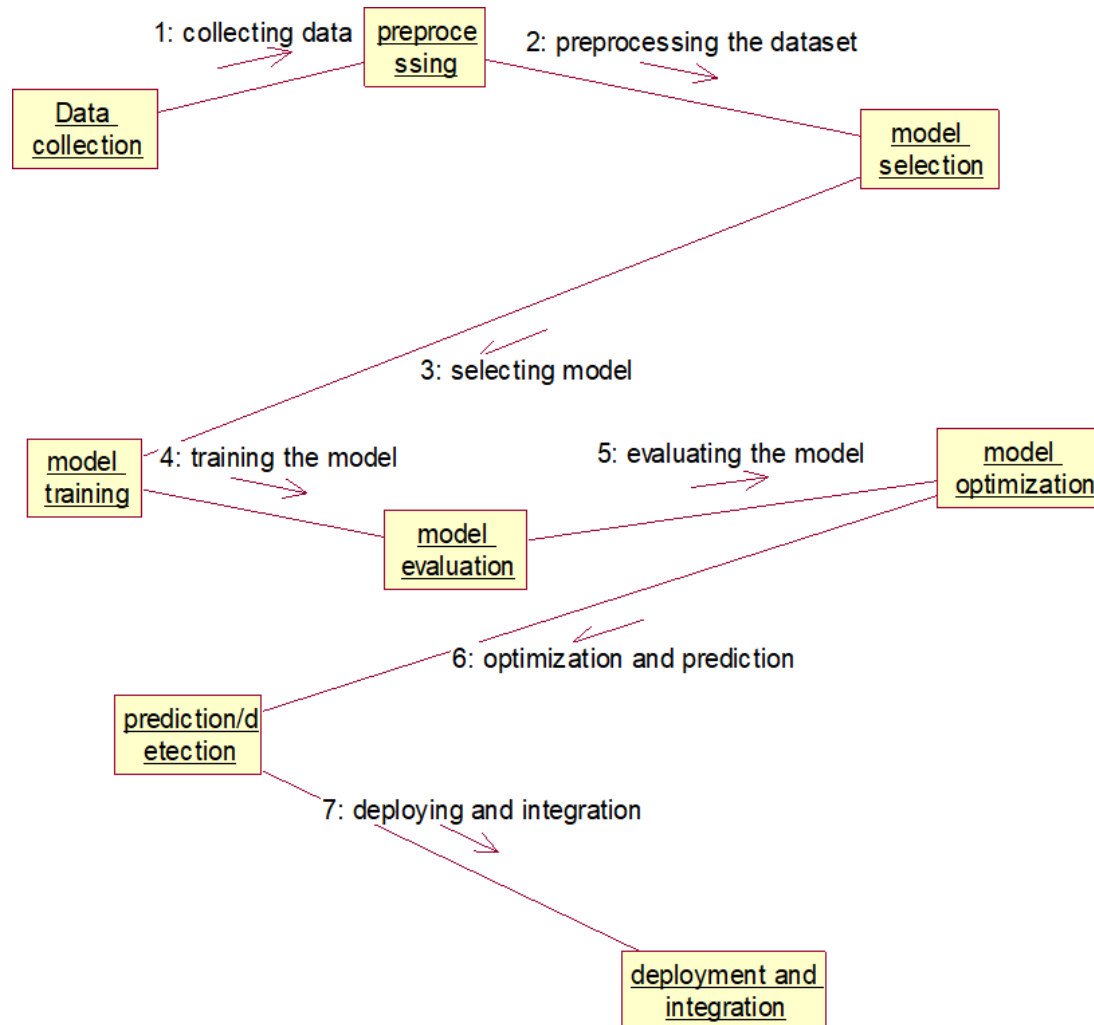 1: collecting data
preproce
ssing
2: preprocessing the dataset
Data
collection
model
selection
3: selecting model
model
training
4: training the model
5: evaluating the model
model
optimization
model
evaluation
6: optimization and prediction
prediction/d
etection
7: deploying and integration
deployment and
integration